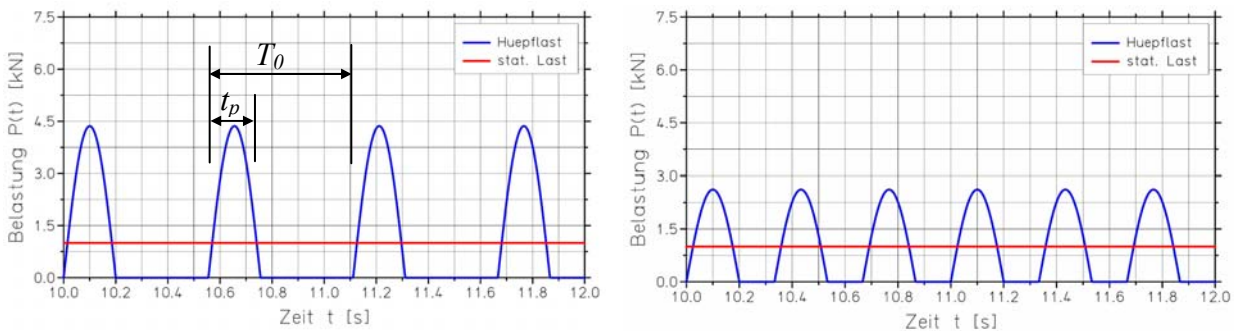 7.5
6.0
4.5
3.0
1.5
0.0
Belastung P(t) [kN]
Huepflast
stat. Last
T0
tp
10.0 10.2 10.4 10.6 10.8 11.0 11.2 11.4 11.6 11.8 12.0
Zeit t [s]
7.5
6.0
4.5
3.0
1.5
0.0
Belastung P(t) [kN]
Huepflast
stat. Last
10.0 10.2 10.4 10.6 10.8 11.0 11.2 11.4 11.6 11.8 12.0
Zeit t [s]